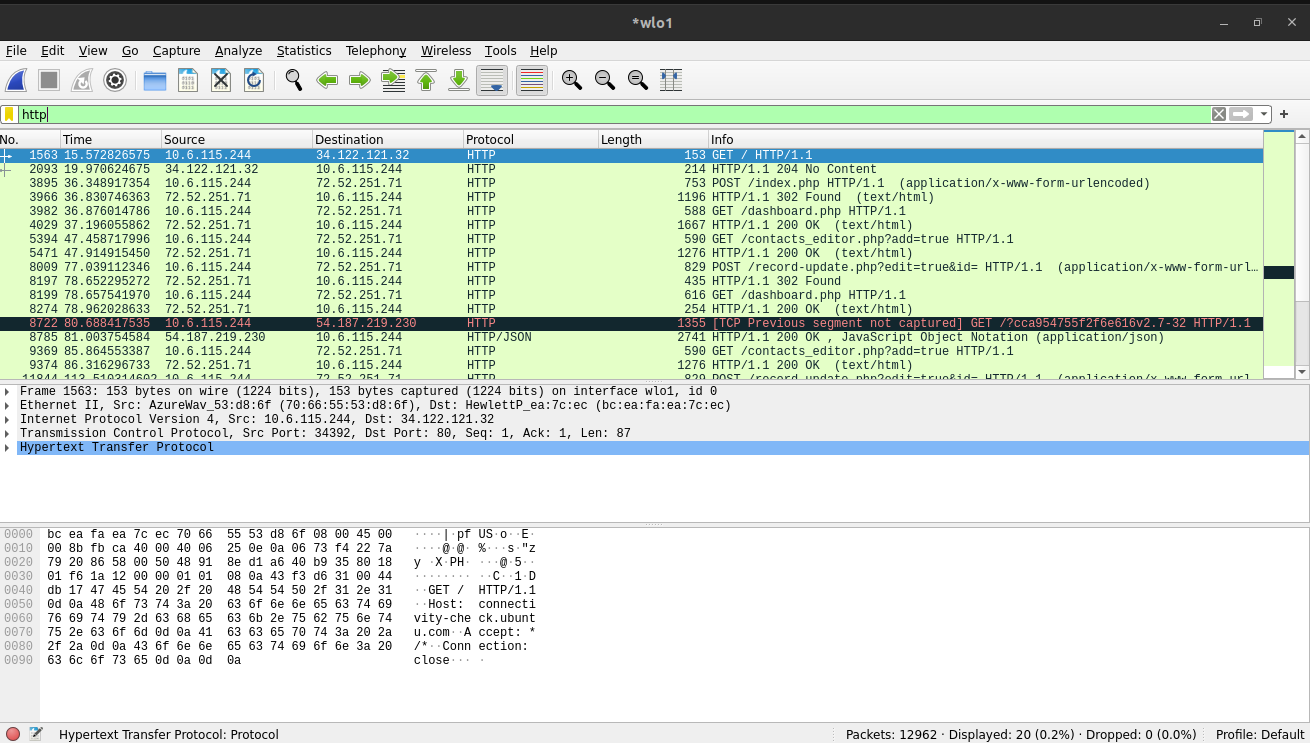 *wlo1
File Edit View Go Capture Analyze Statistics Telephony Wireless Tools Help
http
No. Time Source Destination Protocol Length Info
1563 15.572826575 10.6.115.244 34.122.121.32 HTTP 153 GET / HTTP/1.1
2093 19.970624675 34.122.121.32 10.6.115.244 HTTP 214 HTTP/1.1 204 No Content
3895 36.348917354 10.6.115.244 72.52.251.71 HTTP 753 POST /index.php HTTP/1.1 (application/x-www-form-urlencoded)
3966 36.830746363 72.52.251.71 10.6.115.244 HTTP 1196 HTTP/1.1 302 Found (text/html)
3982 36.876014786 10.6.115.244 72.52.251.71 HTTP 588 GET /dashboard.php HTTP/1.1
4029 37.196055862 72.52.251.71 10.6.115.244 HTTP 1667 HTTP/1.1 200 OK (text/html)
5394 47.458717996 10.6.115.244 72.52.251.71 HTTP 590 GET /contacts_editor.php?add=true HTTP/1.1
5471 47.914915450 72.52.251.71 10.6.115.244 HTTP 1276 HTTP/1.1 200 OK (text/html)
8009 77.039112346 10.6.115.244 72.52.251.71 HTTP 829 POST /record-update.php?edit=true&id= HTTP/1.1 (application/x-www-form-url…
8197 78.652295272 72.52.251.71 10.6.115.244 HTTP 435 HTTP/1.1 302 Found
8199 78.657541970 10.6.115.244 72.52.251.71 HTTP 616 GET /dashboard.php HTTP/1.1
8274 78.962028633 72.52.251.71 10.6.115.244 HTTP 254 HTTP/1.1 200 OK (text/html)
8722 80.688417535 10.6.115.244 54.187.219.230 HTTP 1355 [TCP Previous segment not captured] GET /?cca954755f2f6e616v2.7-32 HTTP/1.1
8785 81.003754584 54.187.219.230 10.6.115.244 HTTP/JSON 2741 HTTP/1.1 200 OK , JavaScript Object Notation (application/json)
9369 85.864553387 10.6.115.244 72.52.251.71 HTTP 590 GET /contacts_editor.php?add=true HTTP/1.1
9374 86.316296733 72.52.251.71 10.6.115.244 HTTP 1276 HTTP/1.1 200 OK (text/html)
Frame 1563: 153 bytes on wire (1224 bits), 153 bytes captured (1224 bits) on interface wlo1, id 0
Ethernet II, Src: AzureWav_53:d8:6f (70:66:55:53:d8:6f), Dst: HewlettP_ea:7c:ec (bc:ea:fa:ea:7c:ec)
Internet Protocol Version 4, Src: 10.6.115.244, Dst: 34.122.121.32
Transmission Control Protocol, Src Port: 34392, Dst Port: 80, Seq: 1, Ack: 1, Len: 87
Hypertext Transfer Protocol
0000 bc ea fa ea 7c ec 70 66 55 53 d8 6f 08 00 45 00 ····|·pf US·o··E·
0010 00 8b fb ca 40 00 40 06 25 0e 0a 06 73 f4 22 7a ····@·@· %···s·"z
0020 79 20 86 58 00 50 48 91 8e d1 a6 40 b9 35 80 18 y ·X·PH· ···@·5··
0030 01 f6 1a 12 00 00 01 01 08 0a 43 f3 d6 31 00 44 ········ ··C··1·D
0040 db 17 47 45 54 20 2f 20 48 54 54 50 2f 31 2e 31 ··GET / HTTP/1.1
0050 0d 0a 48 6f 73 74 3a 20 63 6f 6e 6e 65 63 74 69 ··Host: connecti
0060 76 69 74 79 2d 63 68 65 63 6b 2e 75 62 75 6e 74 vity-che ck.ubunt
0070 75 2e 63 6f 6d 0d 0a 41 63 63 65 70 74 3a 20 2a u.com··A ccept: *
0080 2f 2a 0d 0a 43 6f 6e 6e 65 63 74 69 6f 6e 3a 20 /*··Conn ection:
0090 63 6c 6f 73 65 0d 0a 0d 0a close··· ·
Hypertext Transfer Protocol: Protocol Packets: 12962 · Displayed: 20 (0.2%) · Dropped: 0 (0.0%) Profile: Default